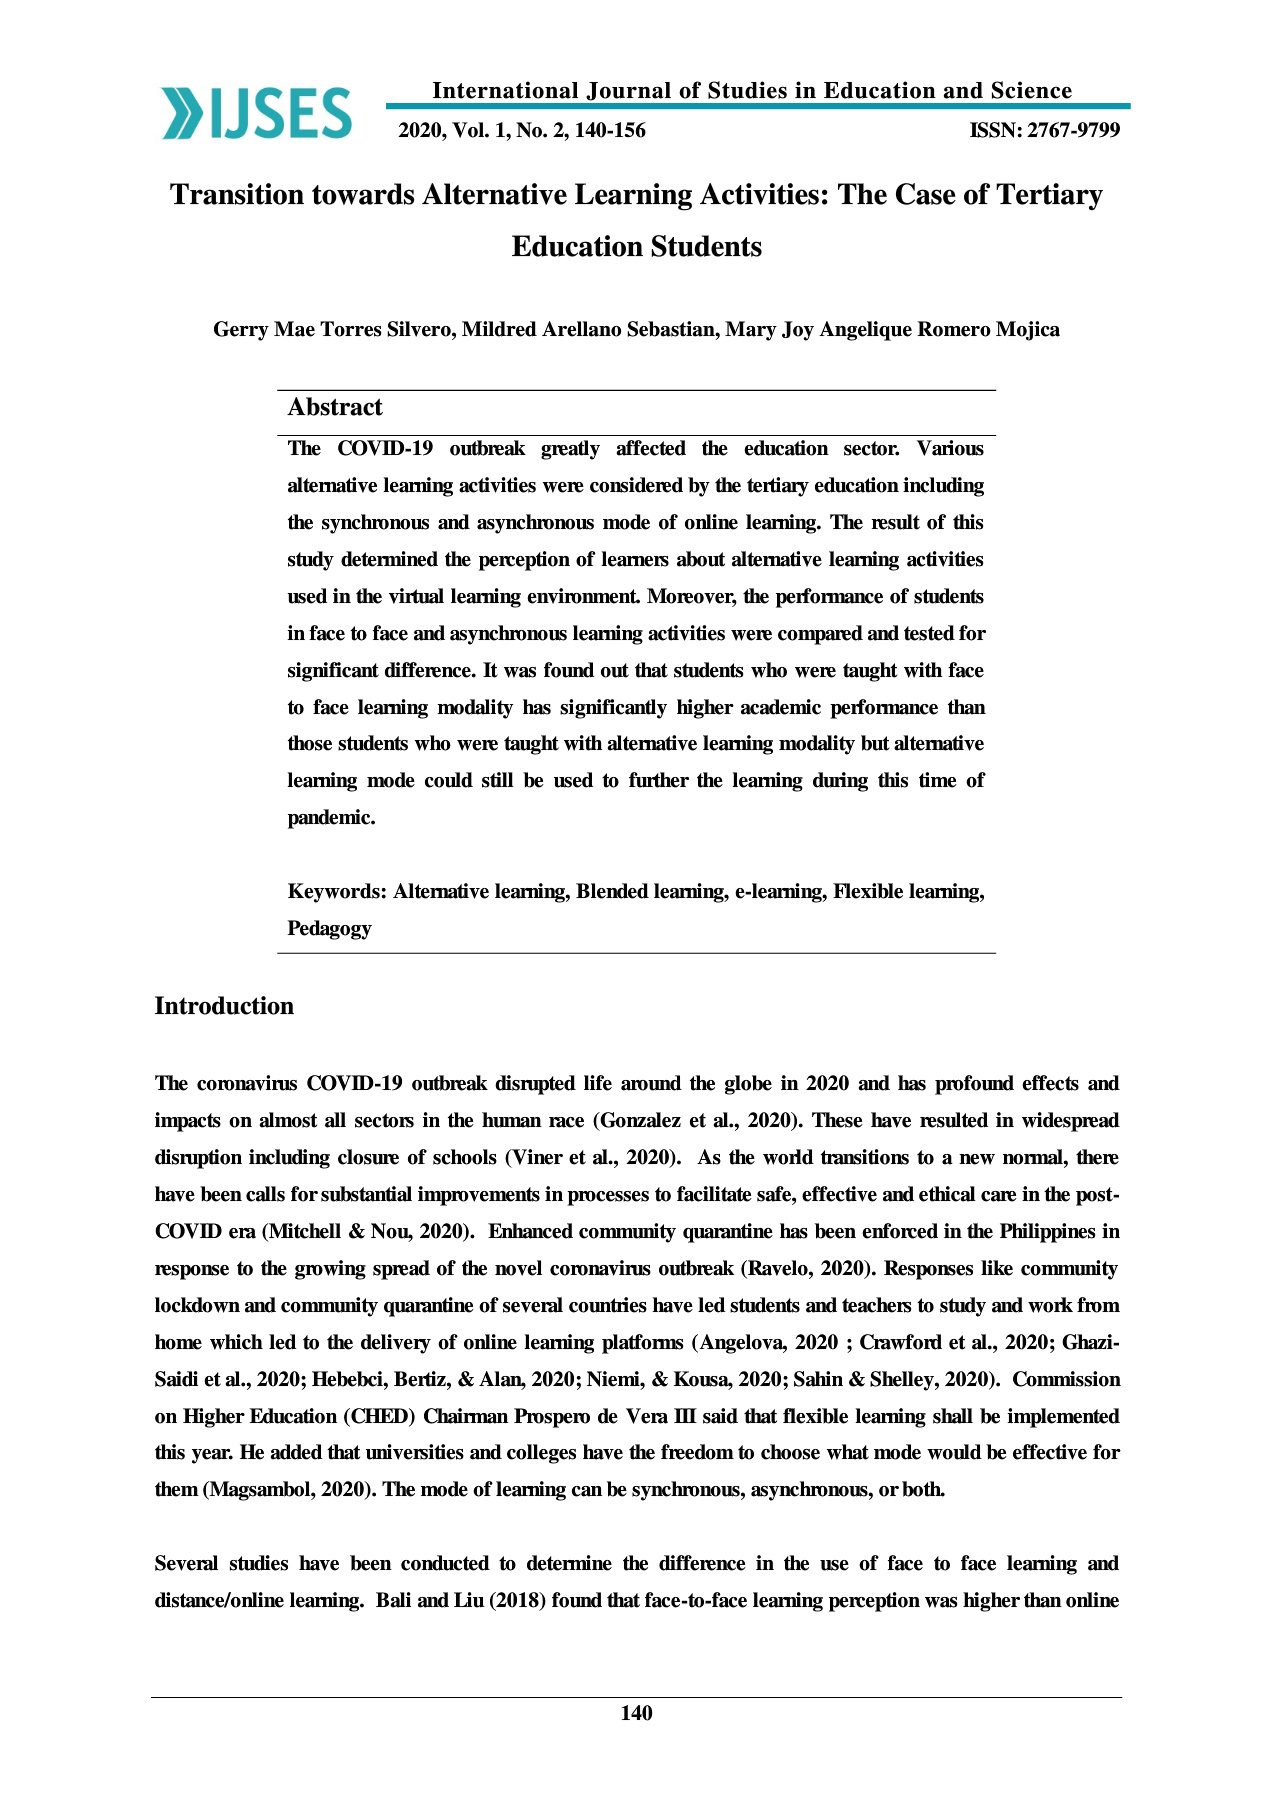 IJSES
International Journal of Studies in Education and Science
2020, Vol. 1, No. 2, 140-156 ISSN: 2767-9799
Transition towards Alternative Learning Activities: The Case of Tertiary
Education Students
Gerry Mae Torres Silvero, Mildred Arellano Sebastian, Mary Joy Angelique Romero Mojica
Abstract
The COVID-19 outbreak greatly affected the education sector. Various
alternative learning activities were considered by the tertiary education including
the synchronous and asynchronous mode of online learning. The result of this
study determined the perception of learners about alternative learning activities
used in the virtual learning environment. Moreover, the performance of students
in face to face and asynchronous learning activities were compared and tested for
significant difference. It was found out that students who were taught with face
to face learning modality has significantly higher academic performance than
those students who were taught with alternative learning modality but alternative
learning mode could still be used to further the learning during this time of
pandemic.
Keywords: Alternative learning, Blended learning, e-learning, Flexible learning,
Pedagogy
Introduction
The coronavirus COVID-19 outbreak disrupted life around the globe in 2020 and has profound effects and
impacts on almost all sectors in the human race (Gonzalez et al., 2020). These have resulted in widespread
disruption including closure of schools (Viner et al., 2020). As the world transitions to a new normal, there
have been calls for substantial improvements in processes to facilitate safe, effective and ethical care in the post-
COVID era (Mitchell & Nou, 2020). Enhanced community quarantine has been enforced in the Philippines in
response to the growing spread of the novel coronavirus outbreak (Ravelo, 2020). Responses like community
lockdown and community quarantine of several countries have led students and teachers to study and work from
home which led to the delivery of online learning platforms (Angelova, 2020 ; Crawford et al., 2020; Ghazi-
Saidi et al., 2020; Hebebci, Bertiz, & Alan, 2020; Niemi, & Kousa, 2020; Sahin & Shelley, 2020). Commission
on Higher Education (CHED) Chairman Prospero de Vera III said that flexible learning shall be implemented
this year. He added that universities and colleges have the freedom to choose what mode would be effective for
them (Magsambol, 2020). The mode of learning can be synchronous, asynchronous, or both.
Several studies have been conducted to determine the difference in the use of face to face learning and
distance/online learning. Bali and Liu (2018) found that face-to-face learning perception was higher than online
140